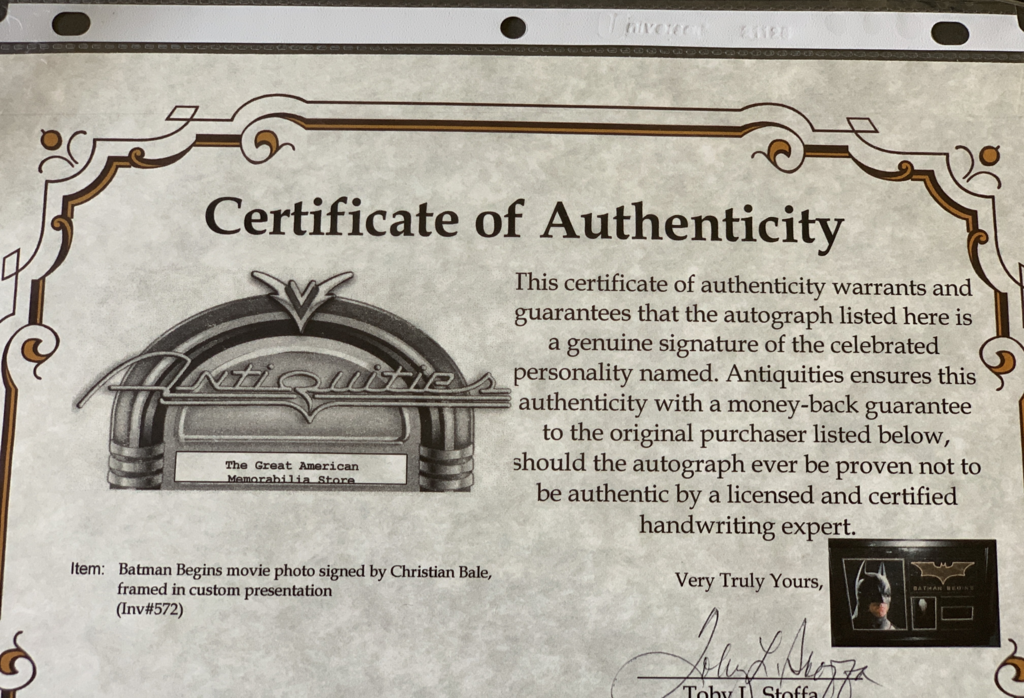 Certificate of Authenticity
Antiquities
The Great American
Memorabilia Store
This certificate of authenticity warrants and
guarantees that the autograph listed here is
a genuine signature of the celebrated
personality named. Antiquities ensures this
authenticity with a money-back guarantee
to the original purchaser listed below,
should the autograph ever be proven not to
be authentic by a licensed and certified
handwriting expert.
Item: Batman Begins movie photo signed by Christian Bale,
framed in custom presentation
(Inv#572)
Very Truly Yours,
BATMAN BEGINS
Toby L. Stoffa